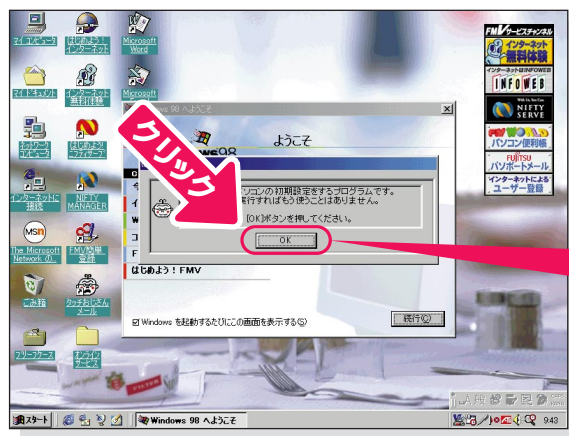 マイ コンピュータ
はじめよう!
インターネット
Microsoft
Word
マイ ドキュメント
インターネット
無料体験
Microsoft
ネットワーク
コンピュータ
はじめよう!
＠ニフティサーブ
インターネットに
接続
NIFTY
MANAGER
The Microsoft
Network の
FMV簡単
登録
ごみ箱
タッチおじさん
メール
ブリーフケース
オンライン
サービス
FMVサービスチャンネル
インターネット
無料体験
インターネットはINFOWEB
INFOWEB
With Us, You Can
NIFTY
SERVE
FMV WORLD
パソコン便利帳
FUJITSU
パソポートメール
インターネットによる
ユーザー登録
Windows 98 へようこそ
ようこそ
ws98
クリック
ソコンの初期設定をするプログラムです。
実行すればもう使うことはありません。
[OK]ボタンを押してください。
OK
はじめよう! FMV
Windows を起動するたびにこの画面を表示する(S)
続行(C)
スタート
Windows 98 へようこそ
9:43